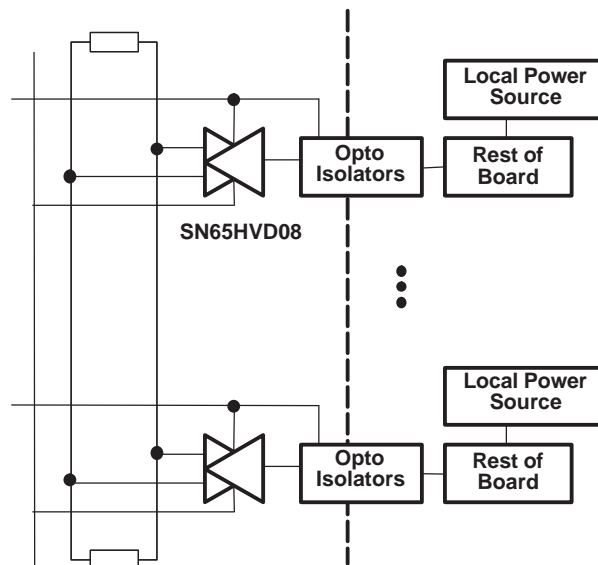 Local Power
Source
Opto
Isolators
Rest of
Board
SN65HVD08
Local Power
Source
Opto
Isolators
Rest of
Board